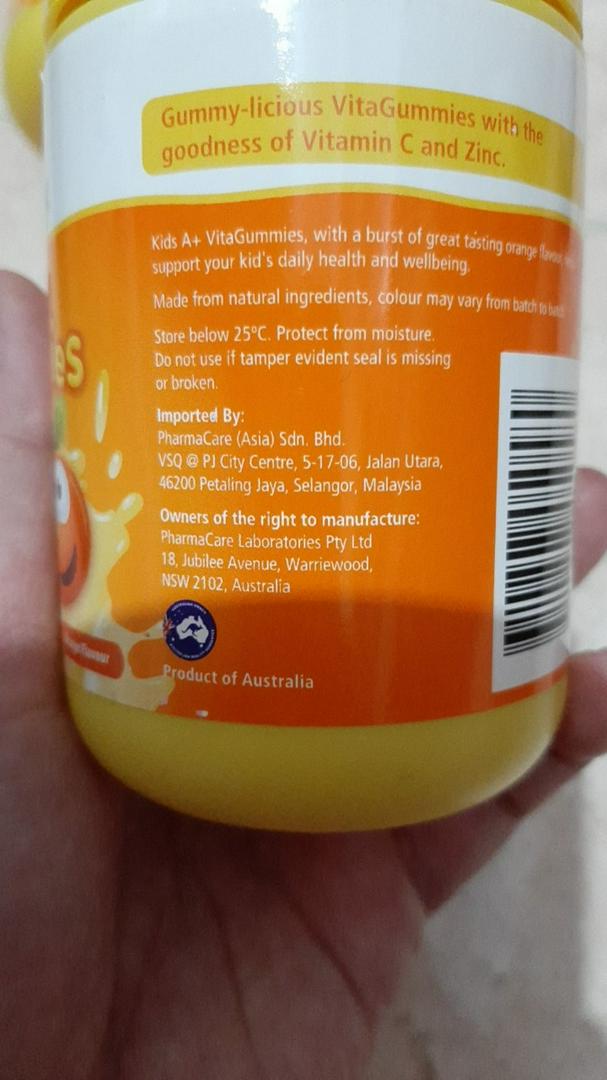 Gummy-licious VitaGummies with the
goodness of Vitamin C and Zinc.
Kids A+ VitaGummies, with a burst of great tasting orange flavour,
support your kid's daily health and wellbeing.
Made from natural ingredients, colour may vary from batch to batch
Store below 25°C. Protect from moisture.
Do not use if tamper evident seal is missing
or broken.
Imported By:
PharmaCare (Asia) Sdn. Bhd.
VSQ @ PJ City Centre, 5-17-06, Jalan Utara,
46200 Petaling Jaya, Selangor, Malaysia
Owners of the right to manufacture:
PharmaCare Laboratories Pty Ltd
18, Jubilee Avenue, Warriewood,
NSW 2102, Australia
Product of Australia
es
Flavour